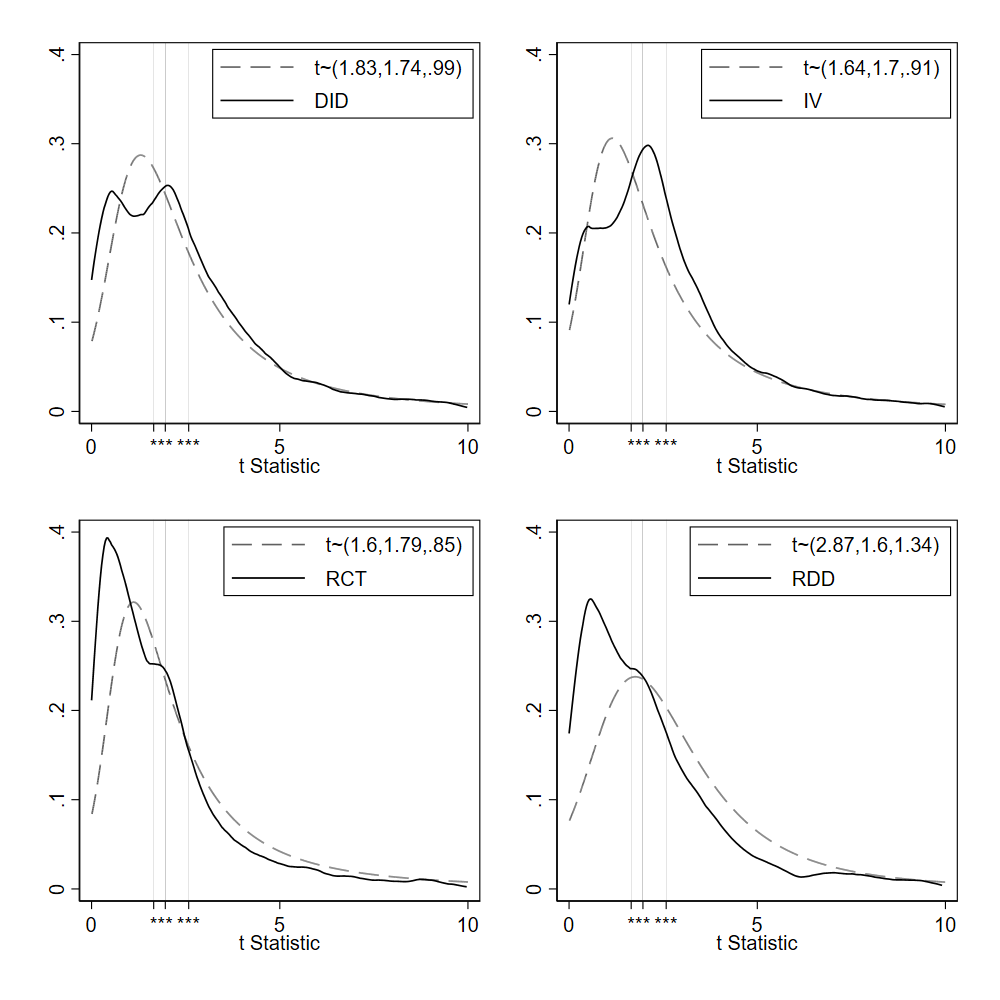 t~(1.83,1.74,.99)
DID
.4
.3
.2
.1
0
0 *** *** 5 10
t Statistic
t~(1.64,1.7,.91)
IV
.4
.3
.2
.1
0
0 *** *** 5 10
t Statistic
t~(1.6,1.79,.85)
RCT
.4
.3
.2
.1
0
0 *** *** 5 10
t Statistic
t~(2.87,1.6,1.34)
RDD
.4
.3
.2
.1
0
0 *** *** 5 10
t Statistic